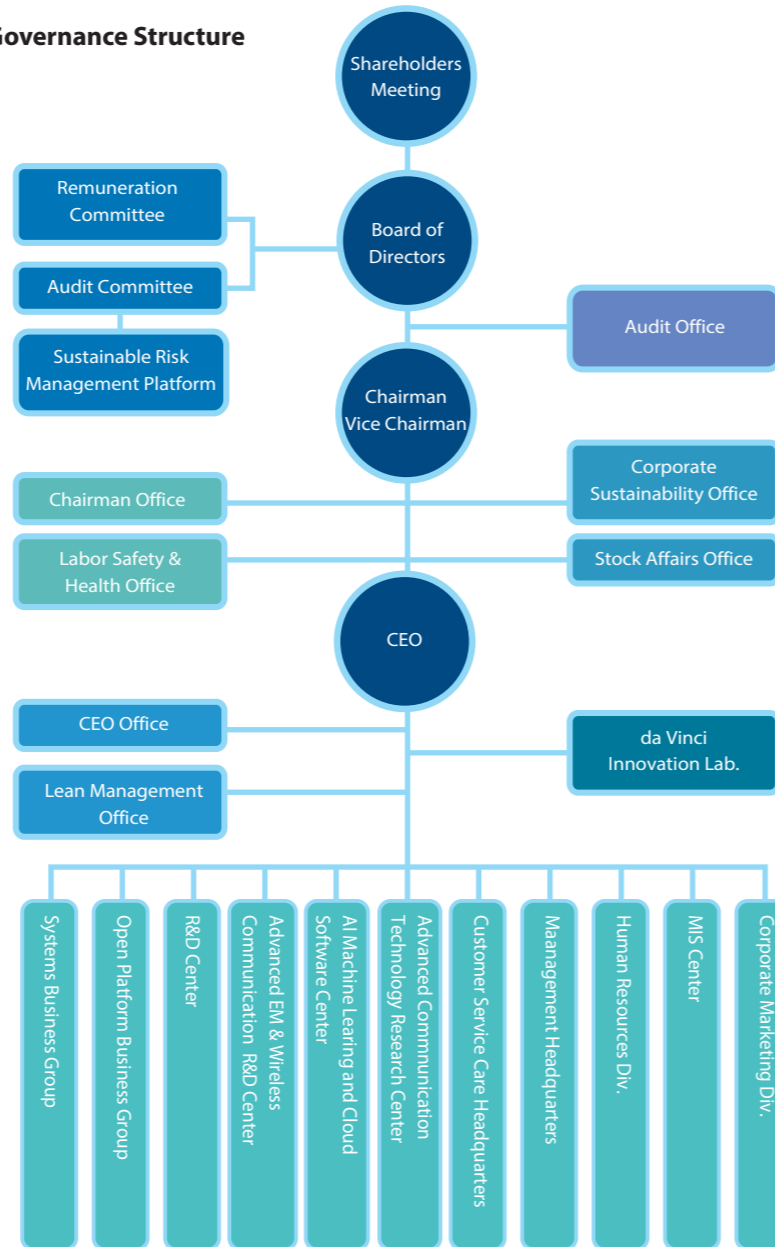 Governance Structure
Shareholders
Meeting
Remuneration
Committee
Board of
Directors
Audit Committee
Audit Office
Sustainable Risk
Management Platform
Chairman
Vice Chairman
Chairman Office
Corporate
Sustainability Office
Labor Safety &
Health Office
Stock Affairs Office
CEO
CEO Office
da Vinci
Innovation Lab.
Lean Management
Office
Systems Business Group
Open Platform Business Group
R&D Center
Advanced EM & Wireless
Communication R&D Center
AI Machine Learing and Cloud
Software Center
Advanced Commnunication
Technology Research Center
Customer Service Care Headquarters
Maanagement Headquarters
Human Resources Div.
MIS Center
Corporate Marketing Div.